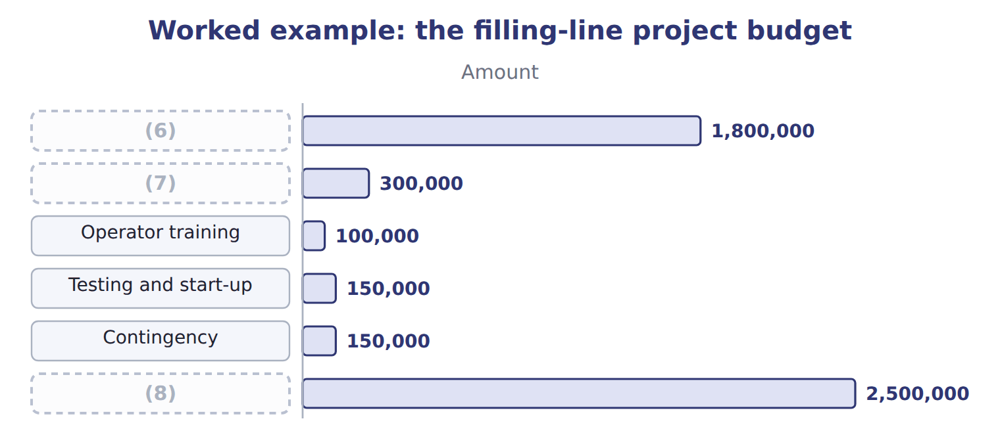 Worked example: the filling-line project budget
Amount
(6) 1,800,000
(7) 300,000
Operator training 100,000
Testing and start-up 150,000
Contingency 150,000
(8) 2,500,000